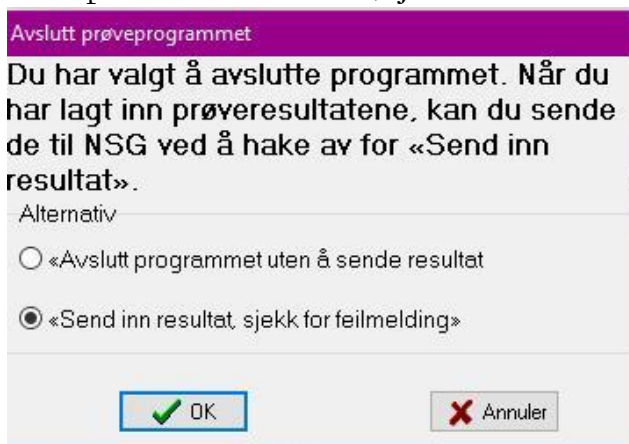 Avslutt prøveprogrammet
Du har valgt å avslutte programmet. Når du
har lagt inn prøveresultatene, kan du sende
de til NSG ved å hake av for «Send inn
resultat».
Alternativ
«Avslutt programmet uten å sende resultat
«Send inn resultat, sjekk for feilmelding»
OK
Annuler